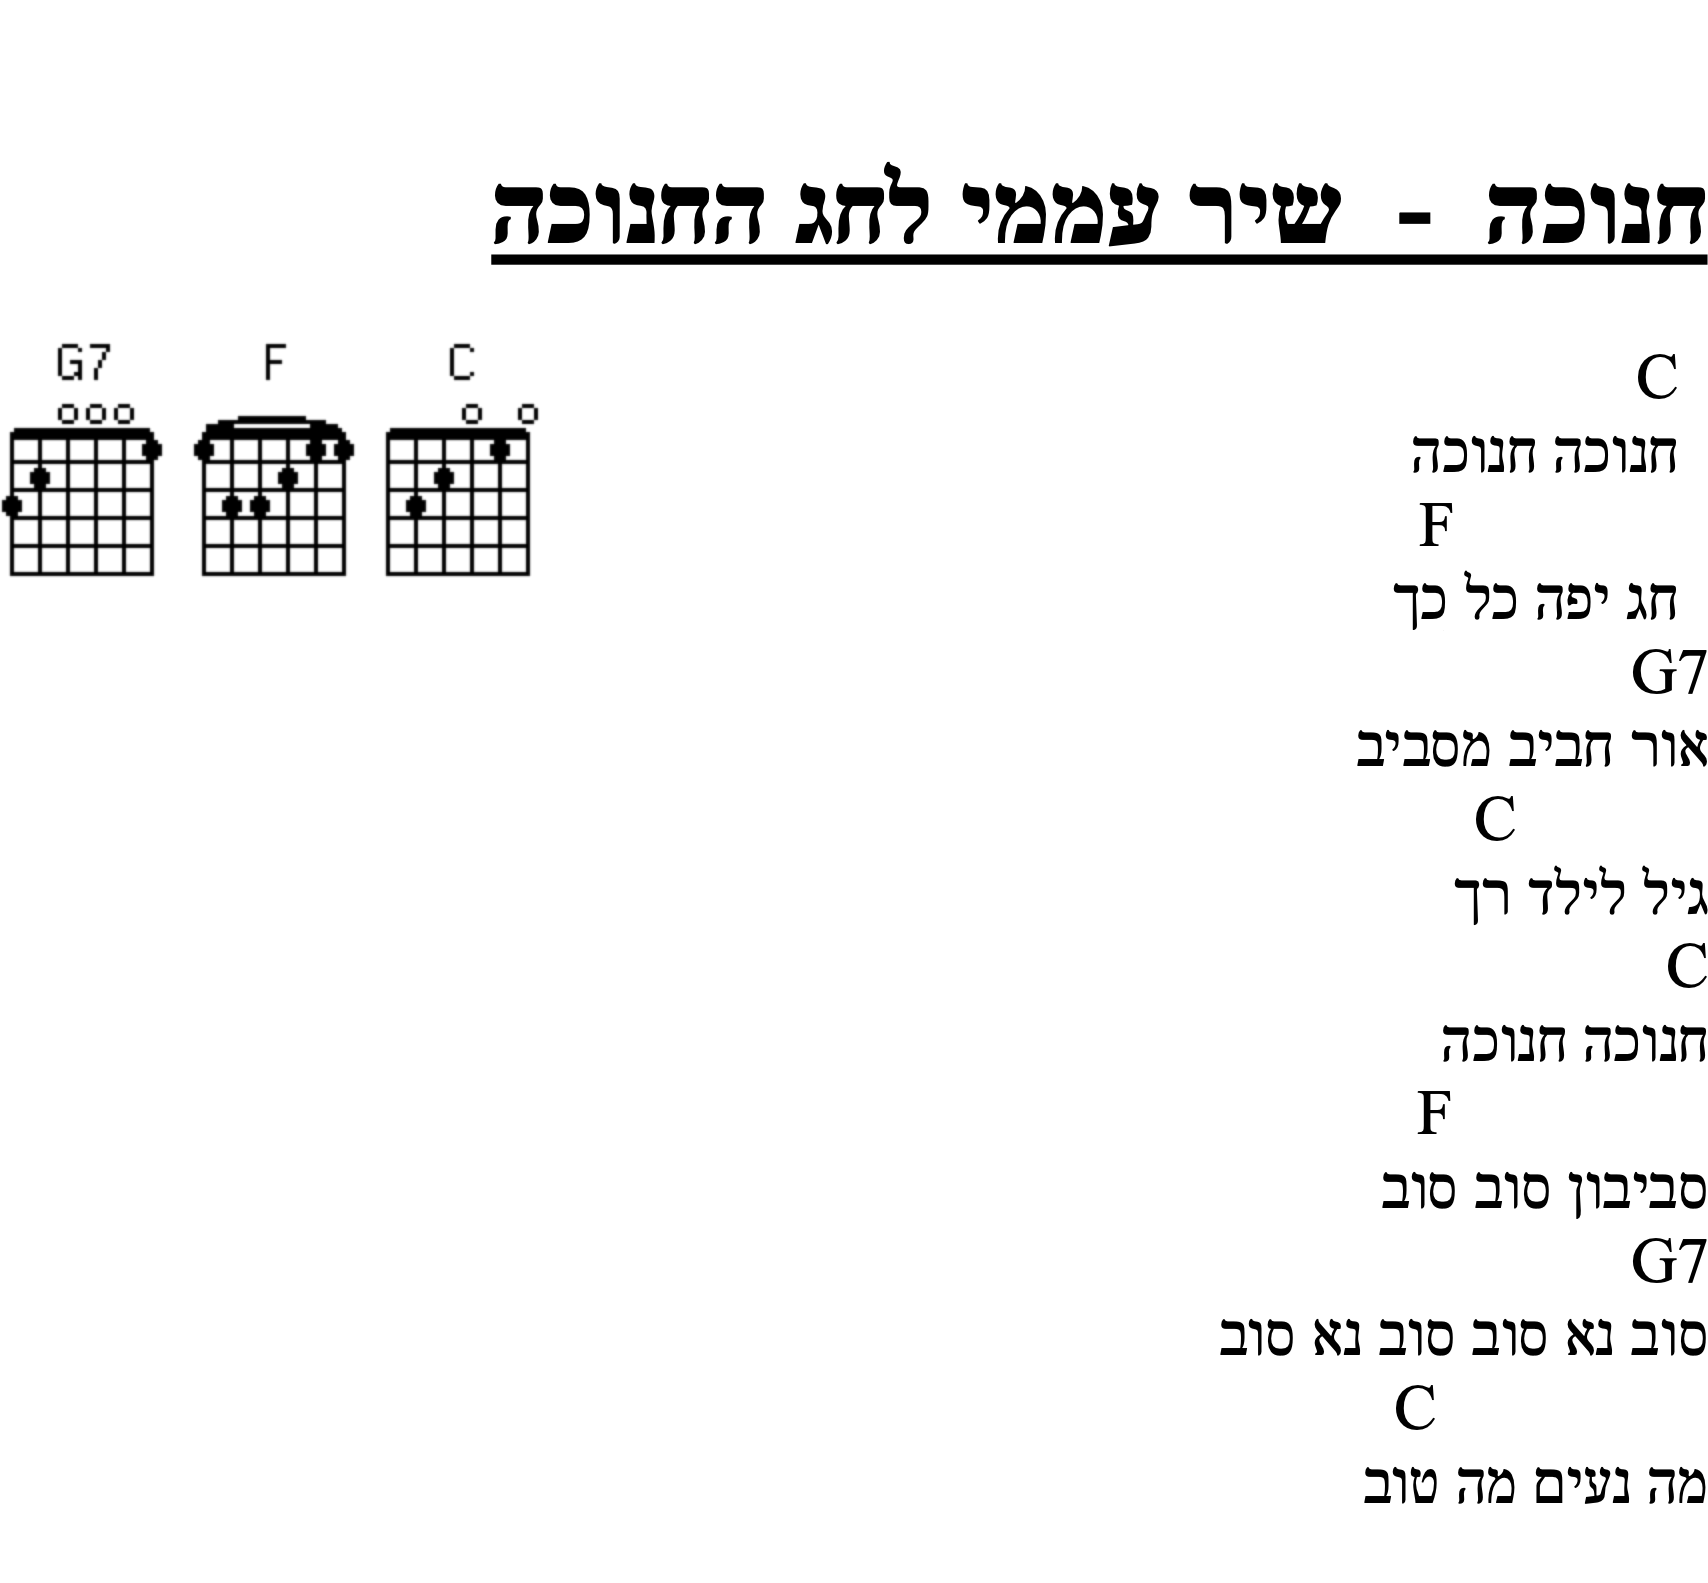 חנוכה - שיר עממי לחג החנוכה
G7 F C
C
חנוכה חנוכה
F
חג יפה כל כך
G7
אור חביב מסביב
C
גיל לילד רך
C
חנוכה חנוכה
F
סביבון סוב סוב
G7
סוב נא סוב סוב נא סוב
C
מה נעים מה טוב